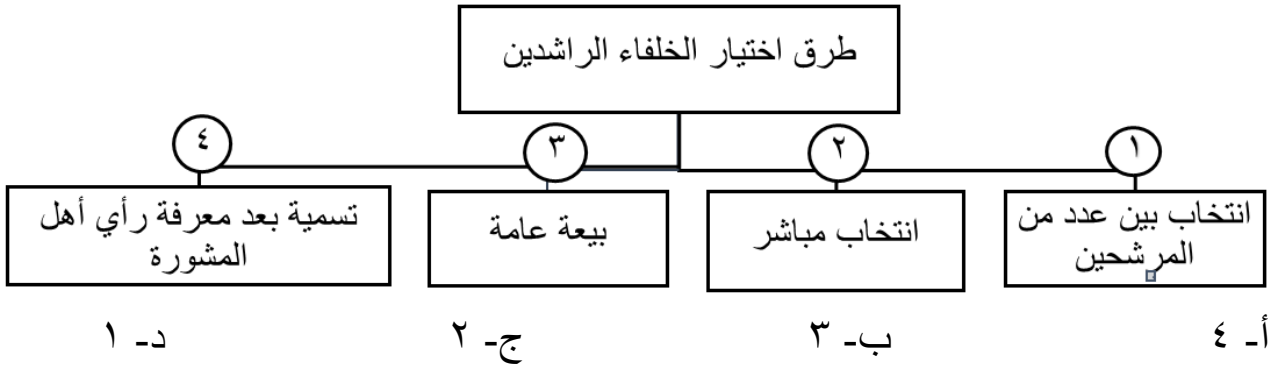 طرق اختيار الخلفاء الراشدين
١
٢
٣
٤
انتخاب بين عدد من
المرشحين
انتخاب مباشر
بيعة عامة
تسمية بعد معرفة رأي أهل
المشورة
أ- ٤
ب- ٣
ج- ٢
د- ١